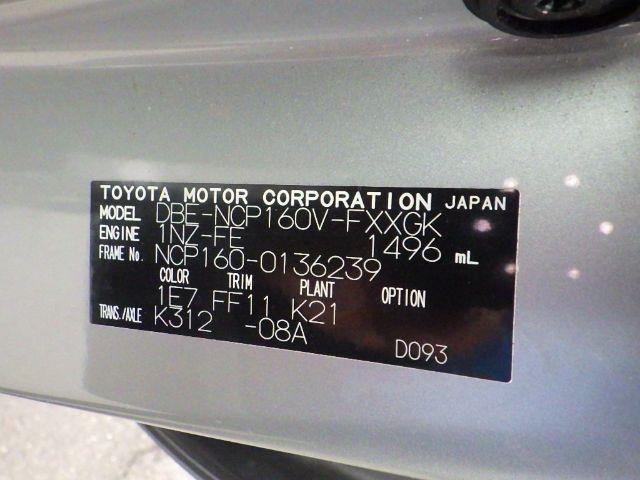 TOYOTA MOTOR CORPORATION JAPAN
MODEL DBE-NCP160V-FXXGK
ENGINE 1NZ-FE 1496 mL
FRAME No. NCP160-0136239
COLOR TRIM PLANT OPTION
1E7 FF11 K21
TRANS./AXLE K312 -08A
D093